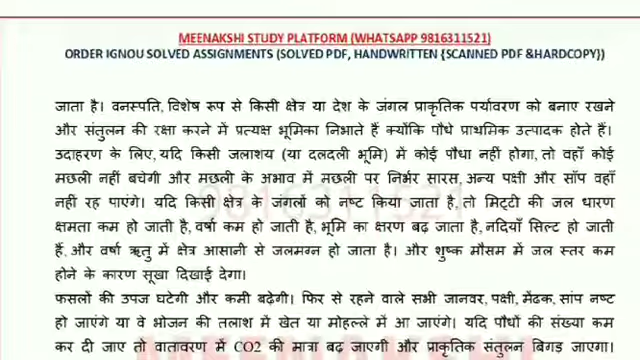 MEENAKSHI STUDY PLATFORM (WHATSAPP 9816311521)
ORDER IGNOU SOLVED ASSIGNMENTS (SOLVED PDF, HANDWRITTEN {SCANNED PDF &HARDCOPY})
जाता है। वनस्पति, विशेष रूप से किसी क्षेत्र या देश के जंगल प्राकृतिक पर्यावरण को बनाए रखने
और संतुलन की रक्षा करने में प्रत्यक्ष भूमिका निभाते हैं क्योंकि पौधे प्राथमिक उत्पादक होते हैं।
उदाहरण के लिए, यदि किसी जलाशय (या दलदली भूमि) में कोई पौधा नहीं होगा, तो वहाँ कोई
मछली नहीं बचेगी और मछली के अभाव में मछली पर निर्भर सारस, अन्य पक्षी और साँप वहाँ
नहीं रह पाएंगे। यदि किसी क्षेत्र के जंगलों को नष्ट किया जाता है, तो मिट्टी की जल धारण
क्षमता कम हो जाती है, वर्षा कम हो जाती है, भूमि का क्षरण बढ़ जाता है, नदियाँ सिल्ट हो जाती
हैं, और वर्षा ऋतु में क्षेत्र आसानी से जलमग्न हो जाता है। और शुष्क मौसम में जल स्तर कम
होने के कारण सूखा दिखाई देगा।
फसलों की उपज घटेगी और कमी बढ़ेगी। फिर से रहने वाले सभी जानवर, पक्षी, मेंढक, सांप नष्ट
हो जाएंगे या वे भोजन की तलाश में खेत या मोहल्ले में आ जाएंगे। यदि पौधों की संख्या कम
कर दी जाए तो वातावरण में CO2 की मात्रा बढ़ जाएगी और प्राकृतिक संतुलन बिगड़ जाएगा।
9816311521